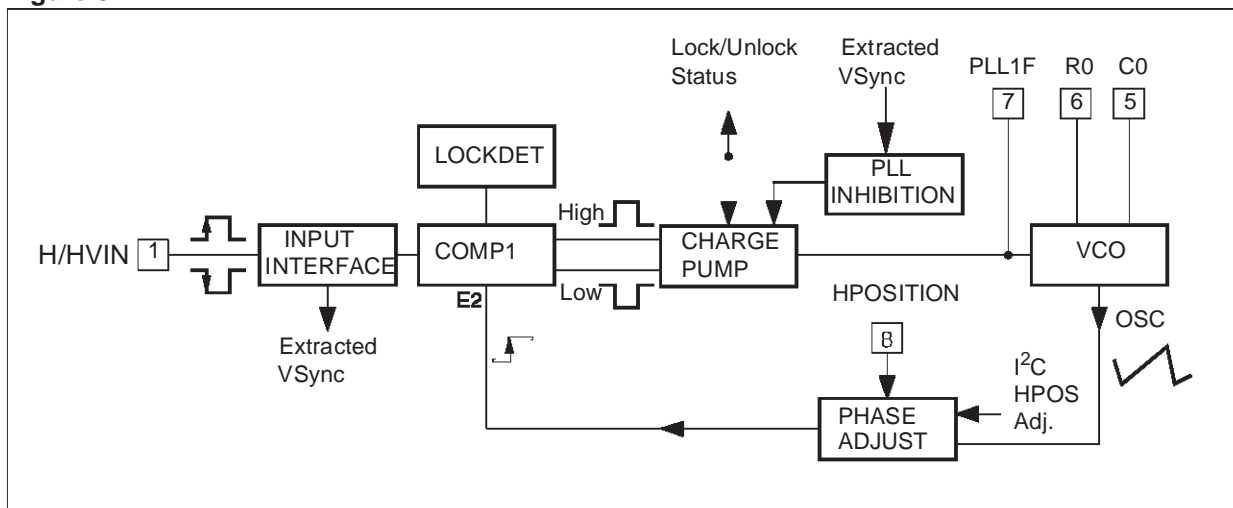 Lock/Unlock
Status
Extracted
VSync
PLL1F
R0
C0
7
6
5
LOCKDET
PLL
INHIBITION
High
H/HVIN
1
INPUT
INTERFACE
COMP1
CHARGE
PUMP
VCO
E2
Low
HPOSITION
Extracted
VSync
8
OSC
I²C
HPOS
Adj.
PHASE
ADJUST